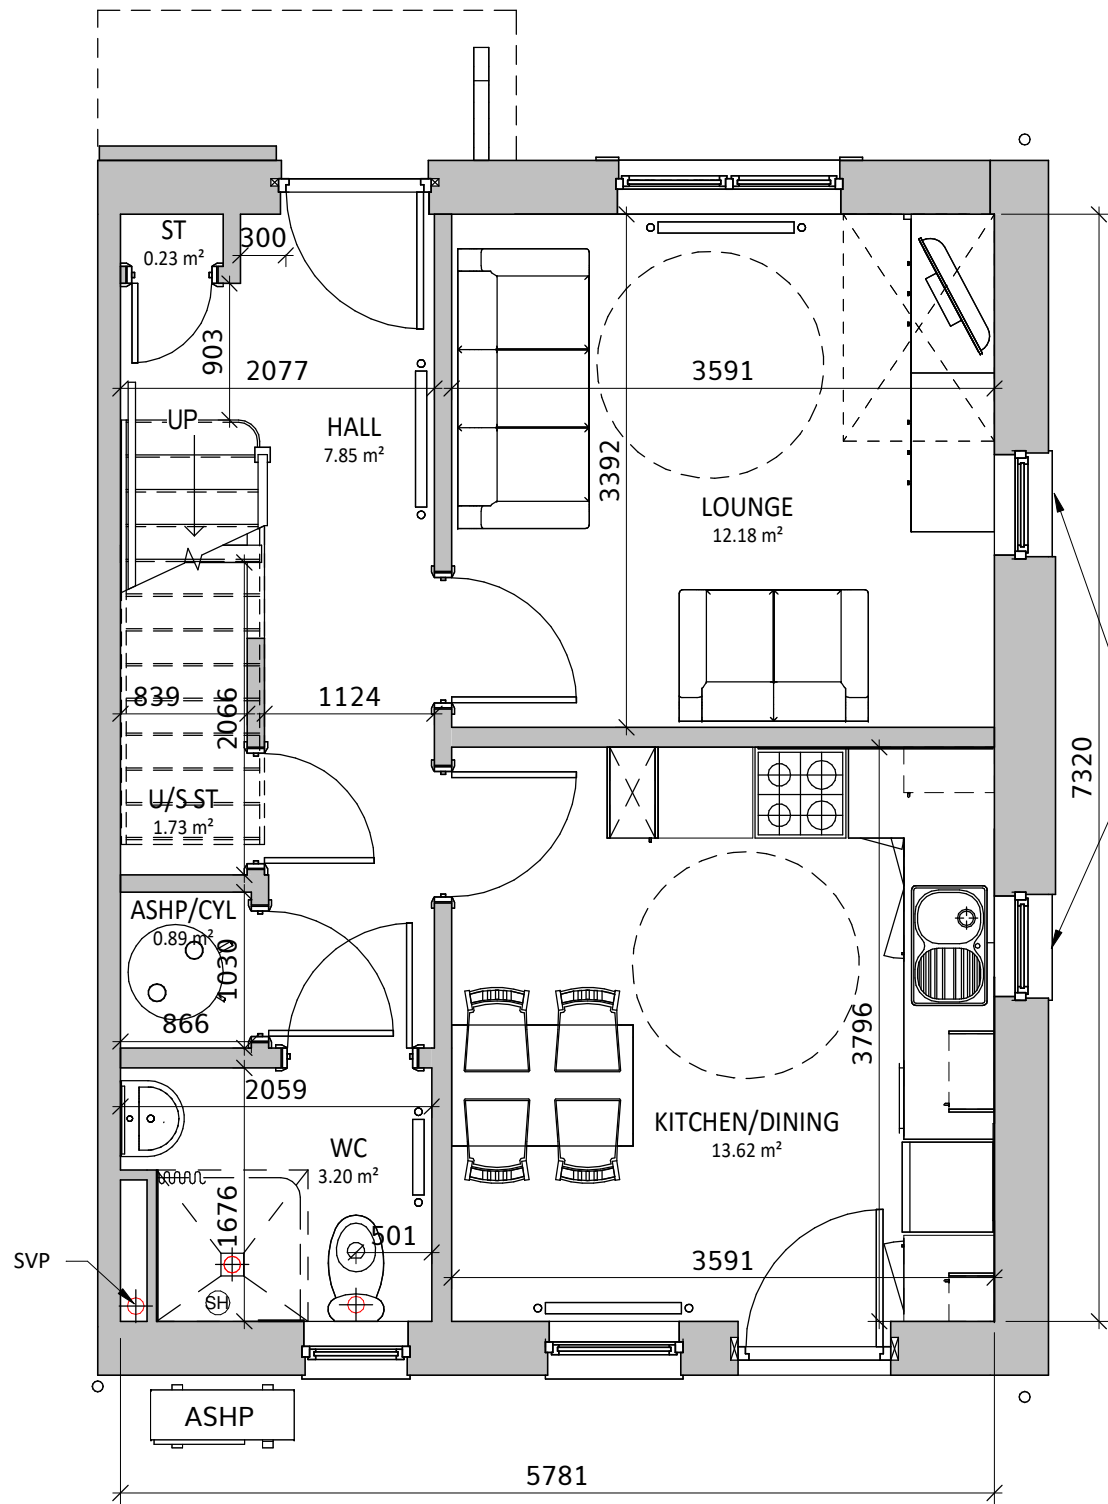 ST
0.23 m²
300
903
2077
3591
UP
HALL
7.85 m²
3392
LOUNGE
12.18 m²
839
2066
1124
7320
U/S ST
1.73 m²
ASHP/CYL
0.89 m²
1030
866
3796
2059
WC
3.20 m²
KITCHEN/DINING
13.62 m²
1676
501
3591
SVP
SH
ASHP
5781